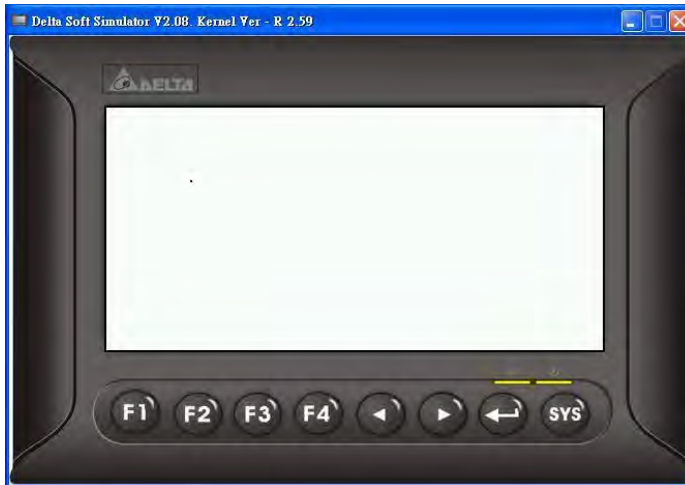 Delta Soft Simulator V2.08. Kernel Ver - R 2.59
DELTA
F1 F2 F3 F4 SYS